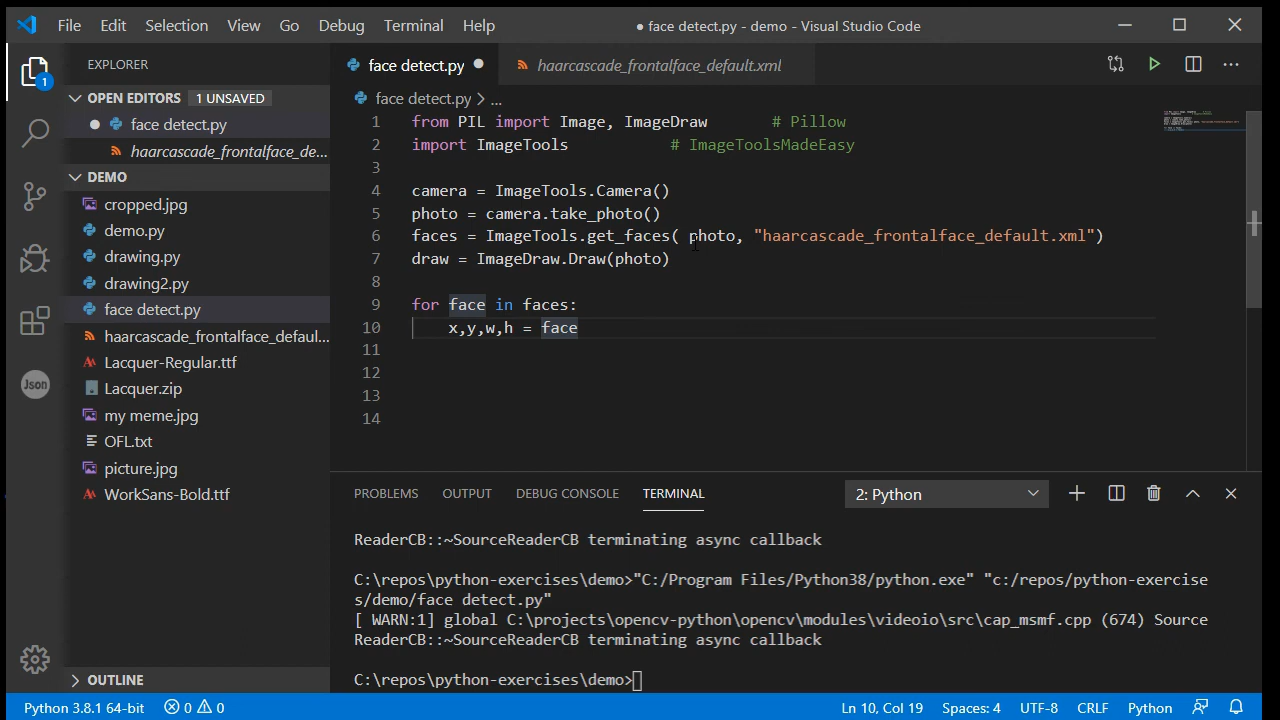 File Edit Selection View Go Debug Terminal Help ● face detect.py - demo - Visual Studio Code
EXPLORER
OPEN EDITORS 1 UNSAVED
face detect.py
haarcascade_frontalface_de...
DEMO
cropped.jpg
demo.py
drawing.py
drawing2.py
face detect.py
haarcascade_frontalface_defaul...
Lacquer-Regular.ttf
Lacquer.zip
my meme.jpg
OFL.txt
picture.jpg
WorkSans-Bold.ttf
OUTLINE
1
Json
face detect.py ● haarcascade_frontalface_default.xml
face detect.py > ...
1 from PIL import Image, ImageDraw # Pillow
2 import ImageTools # ImageToolsMadeEasy
3
4 camera = ImageTools.Camera()
5 photo = camera.take_photo()
6 faces = ImageTools.get_faces( photo, "haarcascade_frontalface_default.xml")
7 draw = ImageDraw.Draw(photo)
8
9 for face in faces:
10 x,y,w,h = face
11
12
13
14
PROBLEMS OUTPUT DEBUG CONSOLE TERMINAL 2: Python
ReaderCB::~SourceReaderCB terminating async callback
C:\repos\python-exercises\demo>"C:/Program Files/Python38/python.exe" "c:/repos/python-exercise
s/demo/face detect.py"
[ WARN:1] global C:\projects\opencv-python\opencv\modules\videoio\src\cap_msmf.cpp (674) Source
ReaderCB::~SourceReaderCB terminating async callback
C:\repos\python-exercises\demo>
Python 3.8.1 64-bit 0 0 Ln 10, Col 19 Spaces: 4 UTF-8 CRLF Python